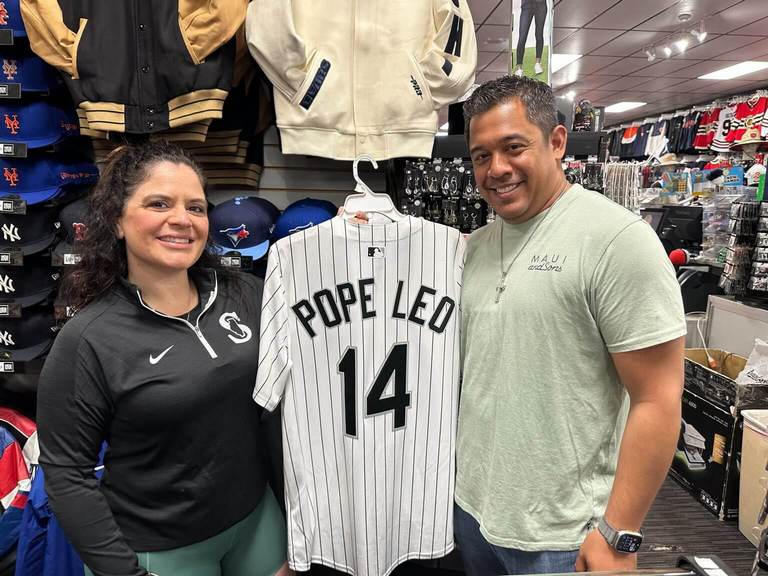 POPE LEO
14
MAUI
and Sons